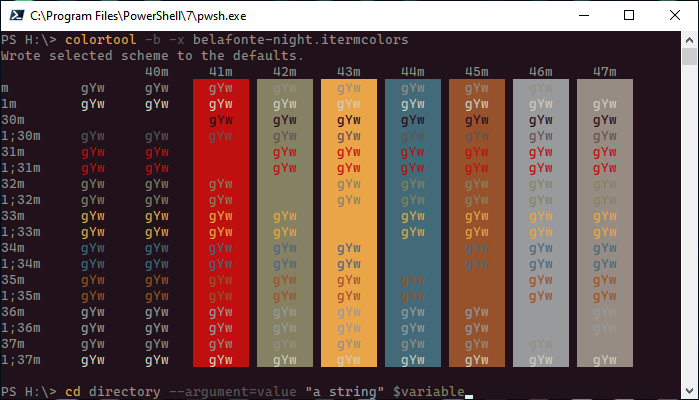 C:\Program Files\PowerShell\7\pwsh.exe
PS H:\> colortool -b -x belafonte-night.itermcolors
Wrote selected scheme to the defaults.
40m 41m 42m 43m 44m 45m 46m 47m
m gYw gYw gYw gYw gYw gYw gYw gYw gYw
1m gYw gYw gYw gYw gYw gYw gYw gYw gYw
30m gYw gYw gYw gYw gYw gYw gYw
1;30m gYw gYw gYw gYw gYw gYw gYw gYw gYw
31m gYw gYw gYw gYw gYw gYw gYw gYw
1;31m gYw gYw gYw gYw gYw gYw gYw gYw
32m gYw gYw gYw gYw gYw gYw gYw gYw
1;32m gYw gYw gYw gYw gYw gYw gYw gYw
33m gYw gYw gYw gYw gYw gYw gYw gYw
1;33m gYw gYw gYw gYw gYw gYw gYw gYw
34m gYw gYw gYw gYw gYw gYw gYw gYw
1;34m gYw gYw gYw gYw gYw gYw gYw gYw
35m gYw gYw gYw gYw gYw gYw gYw gYw
1;35m gYw gYw gYw gYw gYw gYw gYw gYw
36m gYw gYw gYw gYw gYw gYw gYw gYw
1;36m gYw gYw gYw gYw gYw gYw gYw gYw
37m gYw gYw gYw gYw gYw gYw gYw gYw
1;37m gYw gYw gYw gYw gYw gYw gYw gYw gYw
PS H:\> cd directory --argument=value "a string" $variable